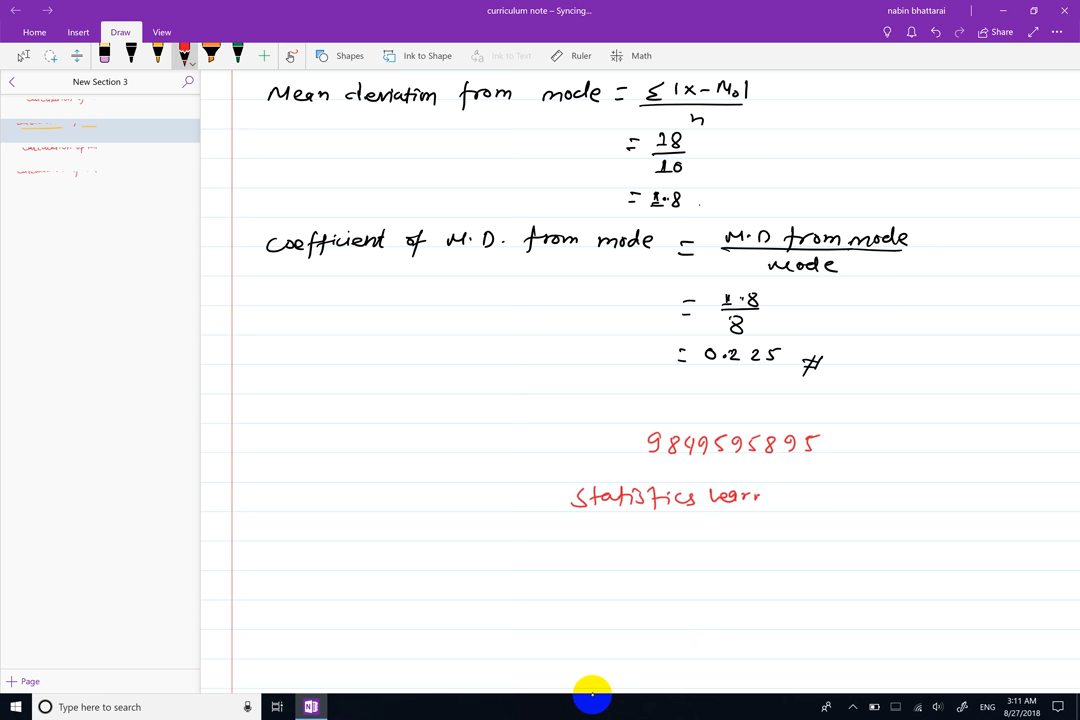 curriculum note – Syncing...
nabin bhattarai
Home Insert Draw View
Share
Shapes Ink to Shape Ink to Text Ruler Math
New Section 3
Mean deviation from mode = Σ |x - Mo|
n
= 18
10
= 1.8
Coefficient of M.D. from mode = M.D from mode
mode
= 1.8
8
= 0.225 #
9849595895
Statistics lear
+ Page
Type here to search
ENG
3:11 AM
8/27/2018